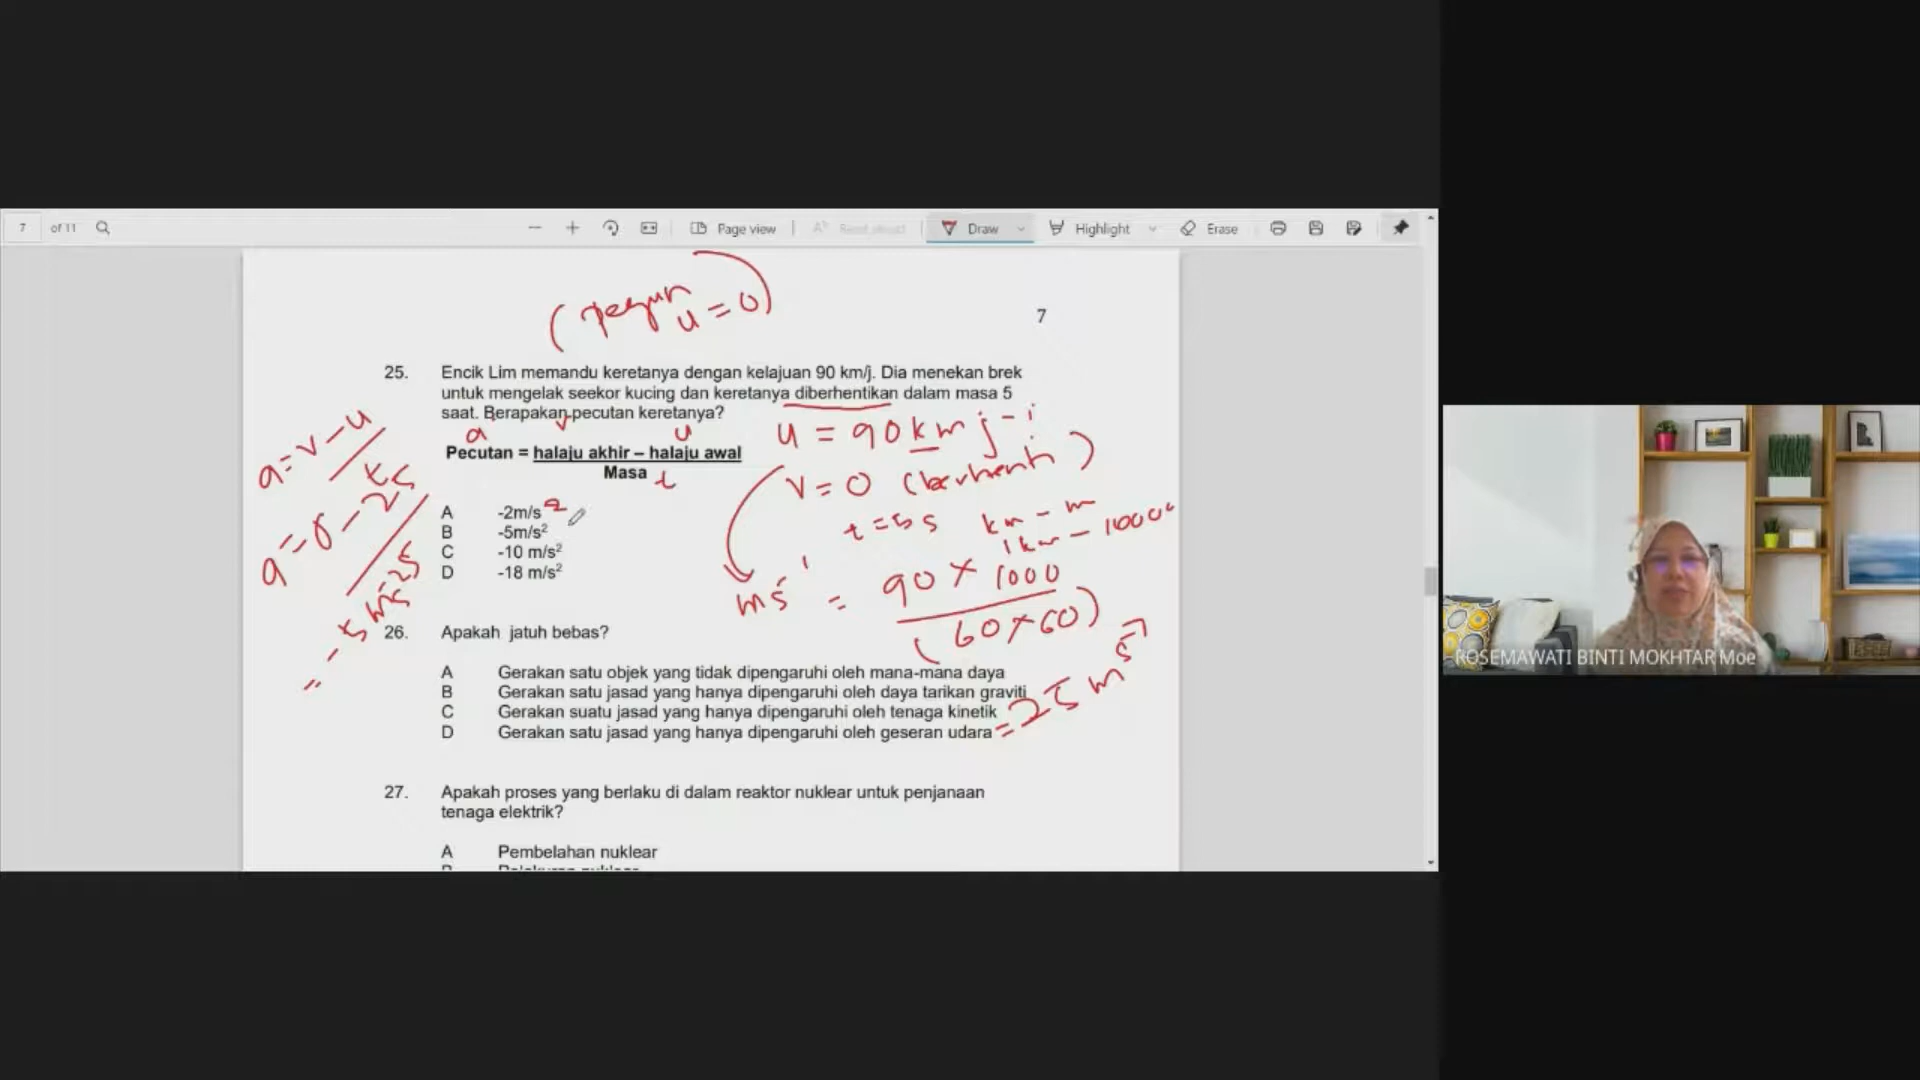 7 of 11 Page view Draw Highlight Erase
(pegun
u = 0)
7
25. Encik Lim memandu keretanya dengan kelajuan 90 km/j. Dia menekan brek
untuk mengelak seekor kucing dan keretanya diberhentikan dalam masa 5
saat. Berapakan pecutan keretanya?
a v u
Pecutan = halaju akhir – halaju awal
Masa t
u = 90 km j-1
v = 0 (berhenti)
t = 5 s
km - m
a = v - u
A -2m/s 2
B -5m/s²
C -10 m/s²
D -18 m/s²
ms-1 = 90 × 1000
(60 × 60)
= 25 m s-1
26. Apakah jatuh bebas?
A Gerakan satu objek yang tidak dipengaruhi oleh mana-mana daya
B Gerakan satu jasad yang hanya dipengaruhi oleh daya tarikan graviti
C Gerakan suatu jasad yang hanya dipengaruhi oleh tenaga kinetik
D Gerakan satu jasad yang hanya dipengaruhi oleh geseran udara
27. Apakah proses yang berlaku di dalam reaktor nuklear untuk penjanaan
tenaga elektrik?
A Pembelahan nuklear
ROSEMAWATI BINTI MOKHTAR Moe